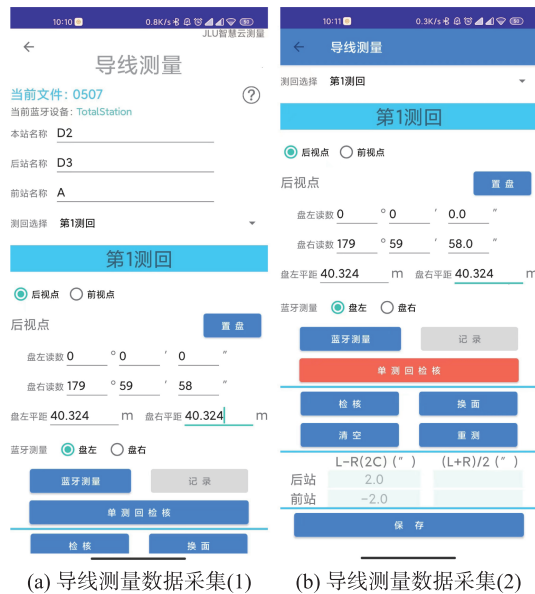 10:10 0.8K/s 50
JLU智慧云测量
导线测量
当前文件: 0507
当前蓝牙设备: TotalStation
本站名称 D2
后站名称 D3
前站名称 A
测回选择 第1测回
第1测回
后视点 前视点
后视点 置 盘
盘左读数 0 ° 0 ′ 0 ″
盘右读数 179 ° 59 ′ 58 ″
盘左平距 40.324 m 盘右平距 40.324 m
蓝牙测量 盘左 盘右
蓝牙测量 记 录
单 测 回 检 核
检 核 换 面
(a) 导线测量数据采集(1)
10:11 0.3K/s 50
导线测量
测回选择 第1测回
第1测回
后视点 前视点
后视点 置 盘
盘左读数 0 ° 0 ′ 0.0 ″
盘右读数 179 ° 59 ′ 58.0 ″
盘左平距 40.324 m 盘右平距 40.324 m
蓝牙测量 盘左 盘右
蓝牙测量 记 录
单 测 回 检 核
检 核 换 面
清 空 重 测
L-R(2C) (″) (L+R)/2 (″)
后站 2.0
前站 -2.0
保 存
(b) 导线测量数据采集(2)